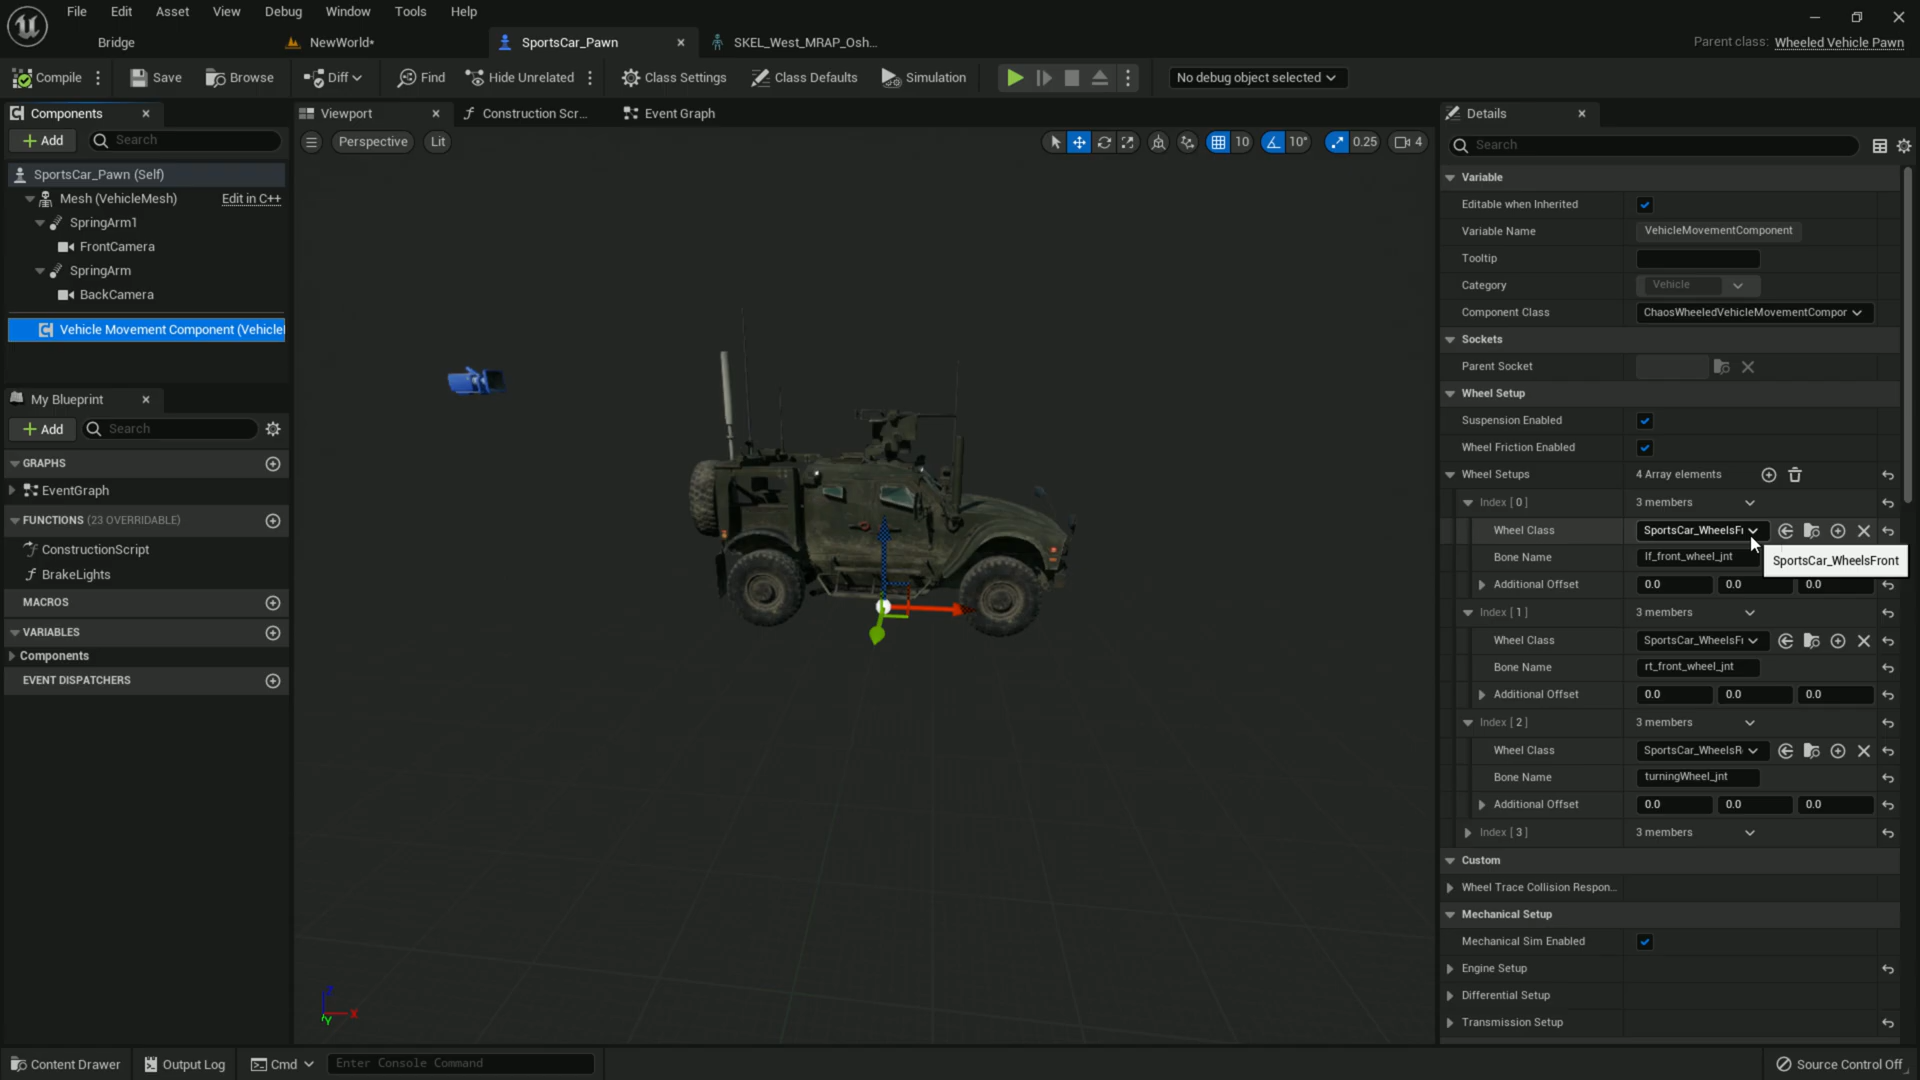 File Edit Asset View Debug Window Tools Help
Bridge NewWorld* SportsCar_Pawn SKEL_West_MRAP_Osh... Parent class: Wheeled Vehicle Pawn
Compile Save Browse Diff Find Hide Unrelated Class Settings Class Defaults Simulation No debug object selected
Components Viewport Construction Scr... Event Graph Details
Add Search Perspective Lit 10 10° 0.25 4 Search
SportsCar_Pawn (Self)
Mesh (VehicleMesh) Edit in C++
SpringArm1
FrontCamera
SpringArm
BackCamera
Vehicle Movement Component (Vehicle
My Blueprint
Add Search
GRAPHS
EventGraph
FUNCTIONS (23 OVERRIDABLE)
ConstructionScript
BrakeLights
MACROS
VARIABLES
Components
EVENT DISPATCHERS
Z
X
Y
Variable
Editable when Inherited
Variable Name VehicleMovementComponent
Tooltip
Category Vehicle
Component Class ChaosWheeledVehicleMovementCompor
Sockets
Parent Socket
Wheel Setup
Suspension Enabled
Wheel Friction Enabled
Wheel Setups 4 Array elements
Index [ 0 ] 3 members
Wheel Class SportsCar_WheelsFr
Bone Name lf_front_wheel_jnt
SportsCar_WheelsFront
Additional Offset 0.0 0.0 0.0
Index [ 1 ] 3 members
Wheel Class SportsCar_WheelsFr
Bone Name rt_front_wheel_jnt
Additional Offset 0.0 0.0 0.0
Index [ 2 ] 3 members
Wheel Class SportsCar_WheelsR
Bone Name turningWheel_jnt
Additional Offset 0.0 0.0 0.0
Index [ 3 ] 3 members
Custom
Wheel Trace Collision Respon...
Mechanical Setup
Mechanical Sim Enabled
Engine Setup
Differential Setup
Transmission Setup
Content Drawer Output Log Cmd Enter Console Command Source Control Off